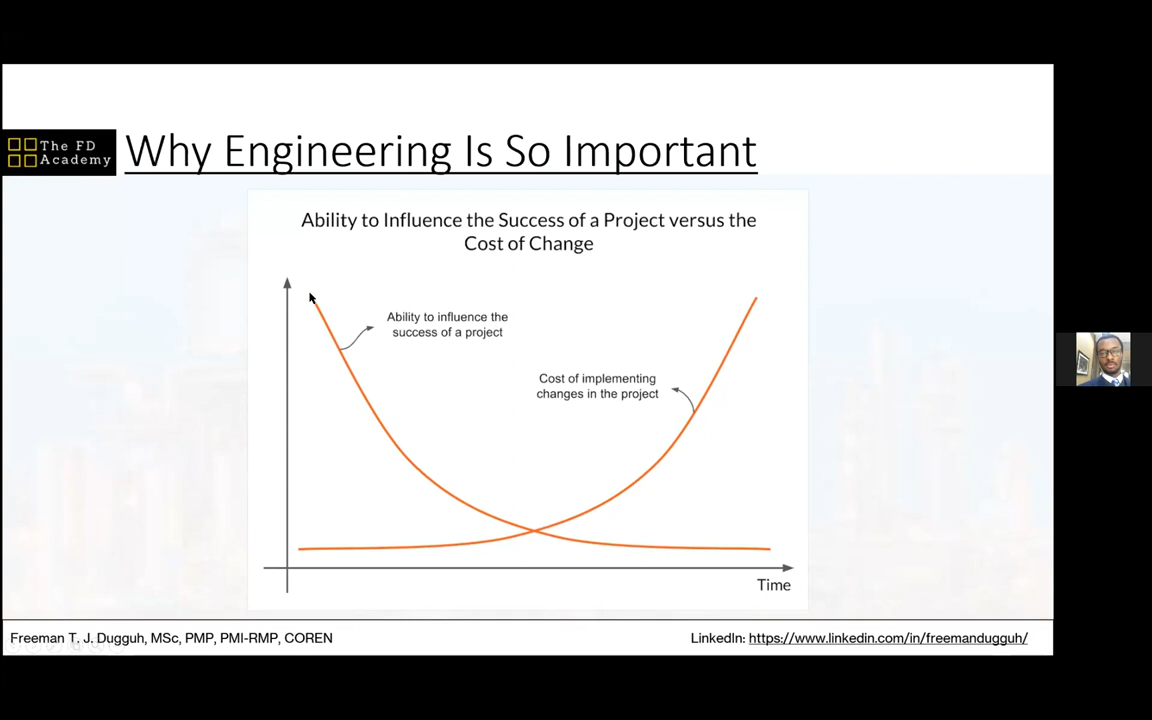 The FD
Academy
Why Engineering Is So Important
Ability to Influence the Success of a Project versus the
Cost of Change
Ability to influence the
success of a project
Cost of implementing
changes in the project
Time
Freeman T. J. Dugguh, MSc, PMP, PMI-RMP, COREN
LinkedIn: https://www.linkedin.com/in/freemandugguh/